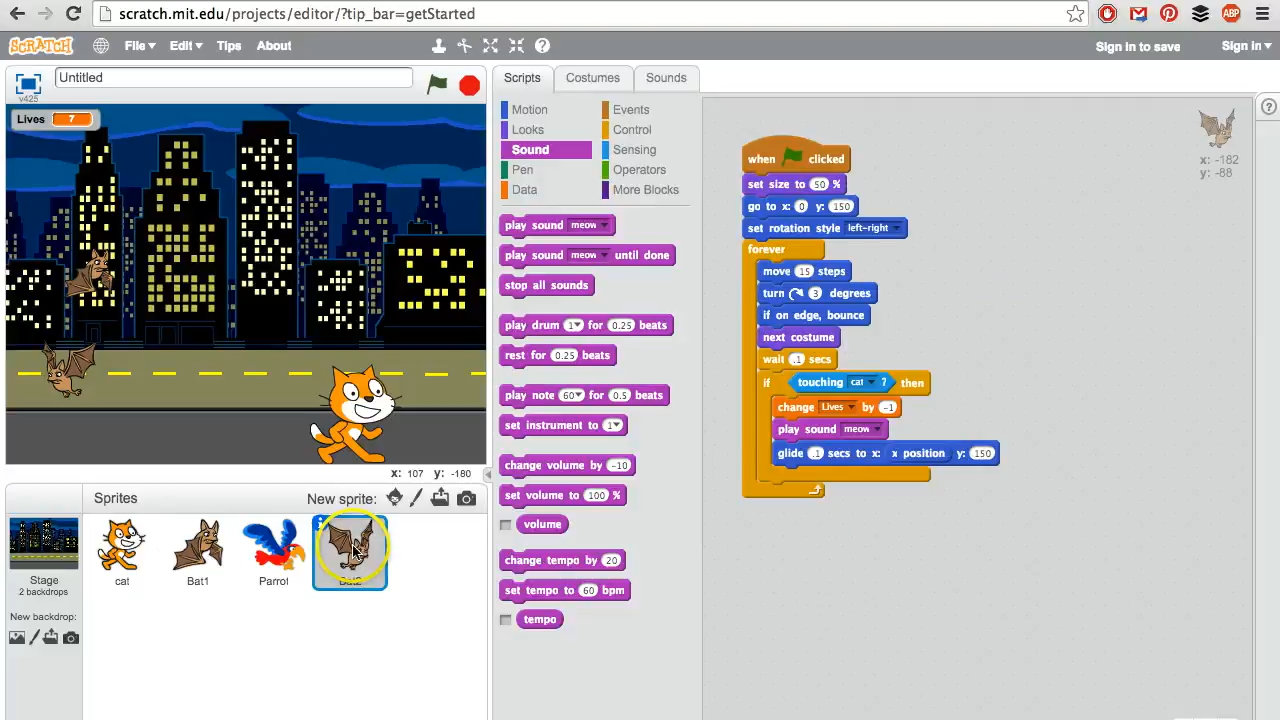 scratch.mit.edu/projects/editor/?tip_bar=getStarted
ABP
SCRATCH File Edit Tips About Sign in to save Sign in
Untitled
v425
Lives 7
x: 107 y: -180
Sprites New sprite:
cat Bat1 Parrot Bat2
Stage
2 backdrops
New backdrop:
Scripts Costumes Sounds
Motion Events
Looks Control
Sound Sensing
Pen Operators
Data More Blocks
play sound meow
play sound meow until done
stop all sounds
play drum 1 for 0.25 beats
rest for 0.25 beats
play note 60 for 0.5 beats
set instrument to 1
change volume by -10
set volume to 100 %
volume
change tempo by 20
set tempo to 60 bpm
tempo
when clicked
set size to 50 %
go to x: 0 y: 150
set rotation style left-right
forever
move 15 steps
turn 3 degrees
if on edge, bounce
next costume
wait .1 secs
if touching cat ? then
change Lives by -1
play sound meow
glide .1 secs to x: x position y: 150
x: -182
y: -88
?